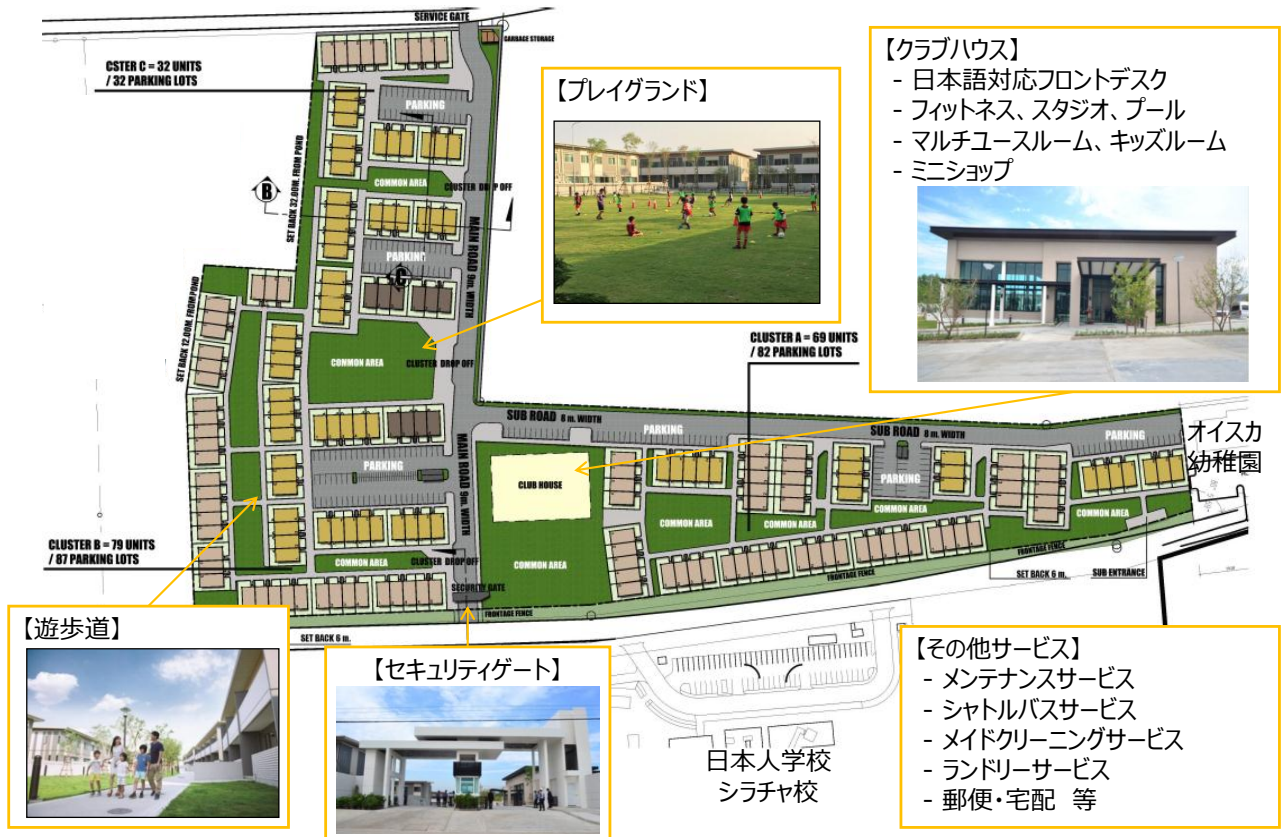 SERVICE GATE
GARBAGE STORAGE
CSTER C = 32 UNITS
/ 32 PARKING LOTS
PARKING
COMMON AREA
CLUSTER DROP OFF
B
SET BACK 32.00M. FROM POND
MAIN ROAD 9m. WIDTH
PARKING
C
SET BACK 12.00M. FROM POND
COMMON AREA
CLUSTER DROP OFF
【プレイグランド】
【クラブハウス】
- 日本語対応フロントデスク
- フィットネス、スタジオ、プール
- マルチユースルーム、キッズルーム
- ミニショップ
CLUSTER A = 69 UNITS
/ 82 PARKING LOTS
SUB ROAD 8 m. WIDTH
PARKING
SUB ROAD 8 m. WIDTH
PARKING
オイスカ
幼稚園
PARKING
MAIN ROAD 9m. WIDTH
CLUB HOUSE
PARKING
COMMON AREA
COMMON AREA
COMMON AREA
COMMON AREA
CLUSTER B = 79 UNITS
/ 87 PARKING LOTS
COMMON AREA
CLUSTER DROP OFF
COMMON AREA
SECURITY GATE
FRONTAGE FENCE
FRONTAGE FENCE
FRONTAGE FENCE
SET BACK 6 m.
SUB ENTRANCE
SET BACK 6 m.
【遊歩道】
【セキュリティゲート】
日本人学校
シラチャ校
【その他サービス】
- メンテナンスサービス
- シャトルバスサービス
- メイドクリーニングサービス
- ランドリーサービス
- 郵便・宅配 等